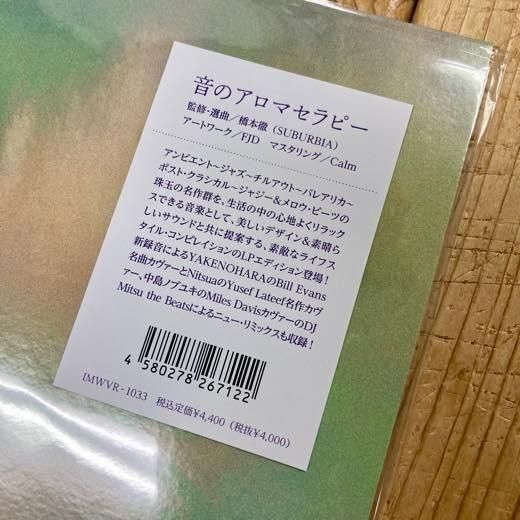 音のアロマセラピー
監修・選曲／橋本徹（SUBURBIA）
アートワーク／FJD　マスタリング／Calm
アンビエント〜ジャズ〜チルアウト〜バレアリカ〜
ポスト・クラシカル〜ジャジー＆メロウ・ビーツの
珠玉の名作群を、生活の中の心地よくリラック
スできる音楽として、美しいデザイン＆素晴ら
しいサウンドと共に提案する、素敵なライフス
タイル・コンピレイションのLPエディション登場！
新録音によるYAKENOHARAのBill Evans
名曲カヴァーとNitsuaのYusef Lateef名作カヴ
ァー、中島ノブユキのMiles DavisカヴァーのDJ
Mitsu the Beatsによるニュー・リミックスも収録！
4 580278 267122
IMWVR-1033　税込定価¥4,400（税抜¥4,000）